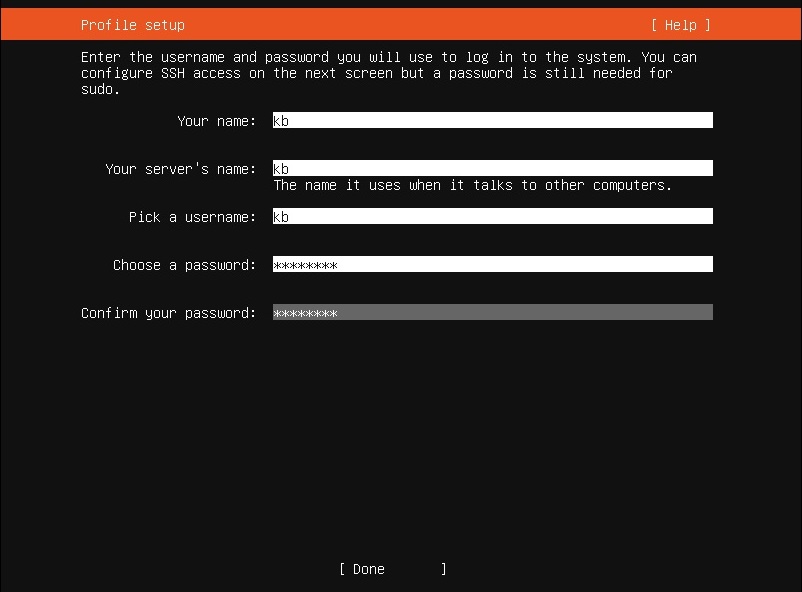 Profile setup [ Help ]
Enter the username and password you will use to log in to the system. You can
configure SSH access on the next screen but a password is still needed for
sudo.
Your name: kb
Your server's name: kb
The name it uses when it talks to other computers.
Pick a username: kb
Choose a password: ********
Confirm your password: ********
[ Done ]